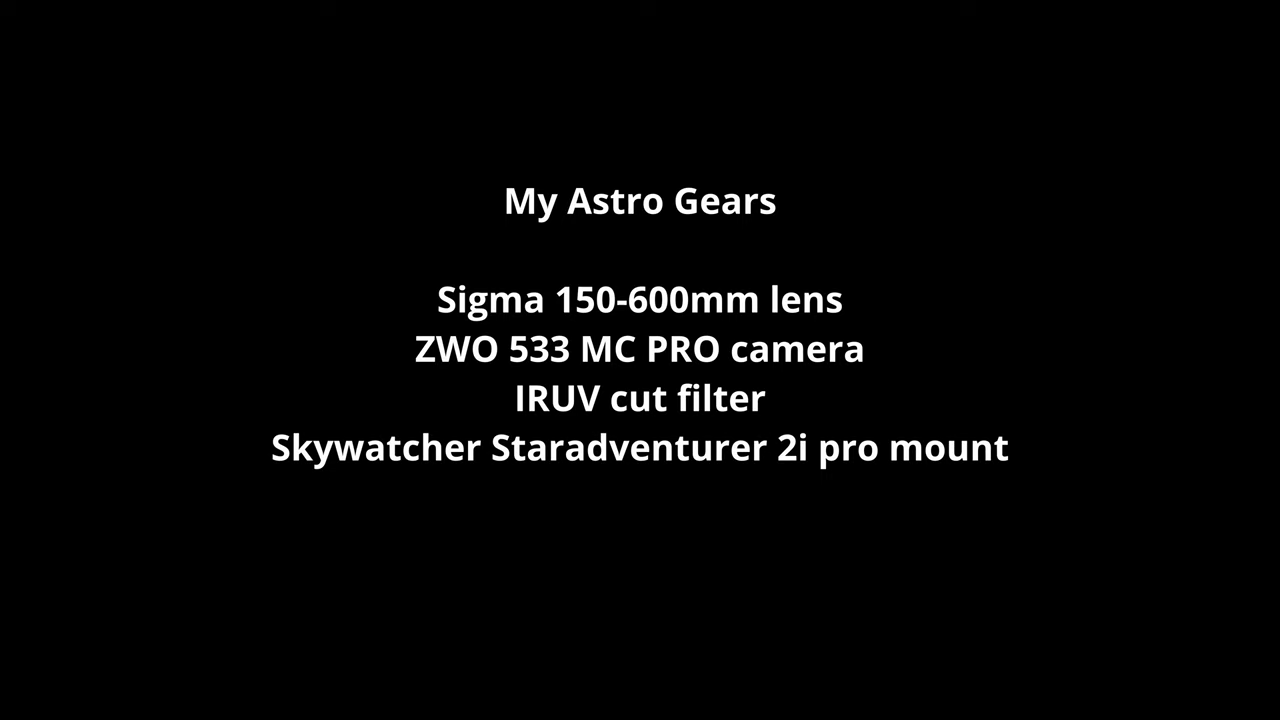 My Astro Gears
Sigma 150-600mm lens
ZWO 533 MC PRO camera
IRUV cut filter
Skywatcher Staradventurer 2i pro mount